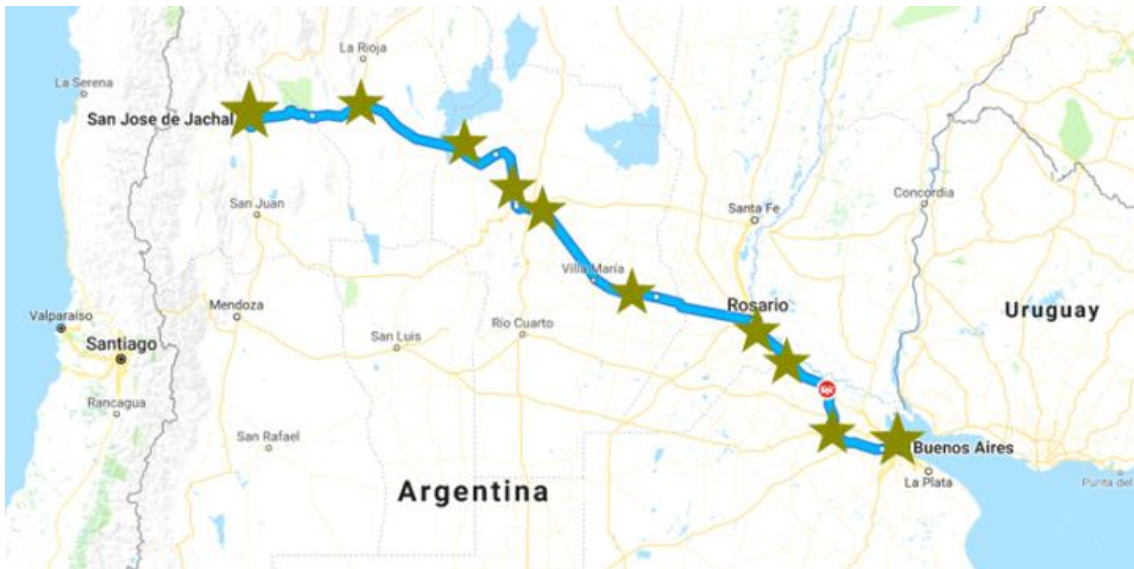 La Rioja
La Serena
San Jose de Jachal
San Juan
Concordia
Santa Fe
Villa María
Rosario
Mendoza
Valparaíso
Río Cuarto
San Luis
Uruguay
Santiago
Rancagua
San Rafael
Buenos Aires
La Plata
Punta del
Argentina